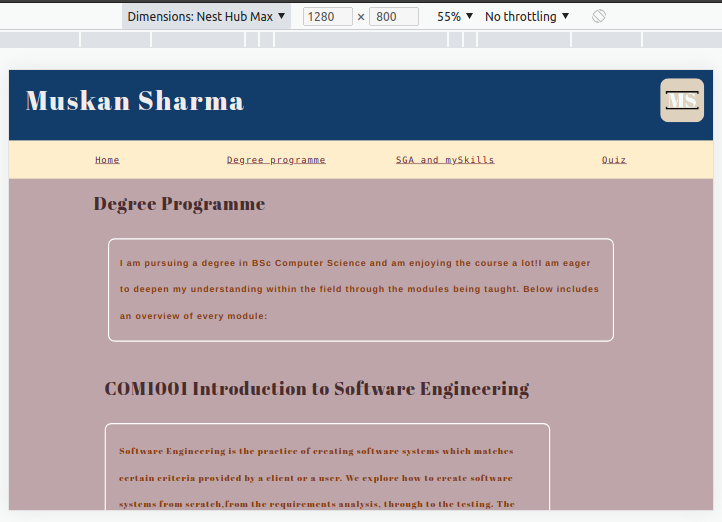 Dimensions: Nest Hub Max ▼ 1280 × 800 55% ▼ No throttling ▼
Muskan Sharma
MS
Home Degree programme SGA and mySkills Quiz
Degree Programme
I am pursuing a degree in BSc Computer Science and am enjoying the course a lot!I am eager
to deepen my understanding within the field through the modules being taught. Below includes
an overview of every module:
COM1001 Introduction to Software Engineering
Software Engineering is the practice of creating software systems which matches
certain criteria provided by a client or a user. We explore how to create software
systems from scratch,from the requirements analysis, through to the testing. The